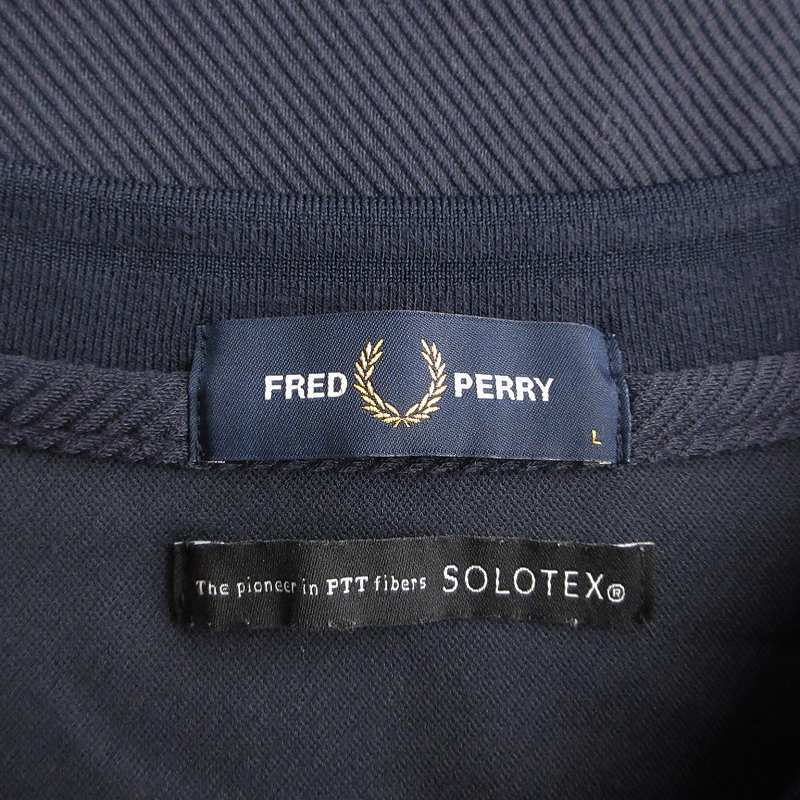 FRED PERRY
L
The pioneer in PTT fibers SOLOTEX®